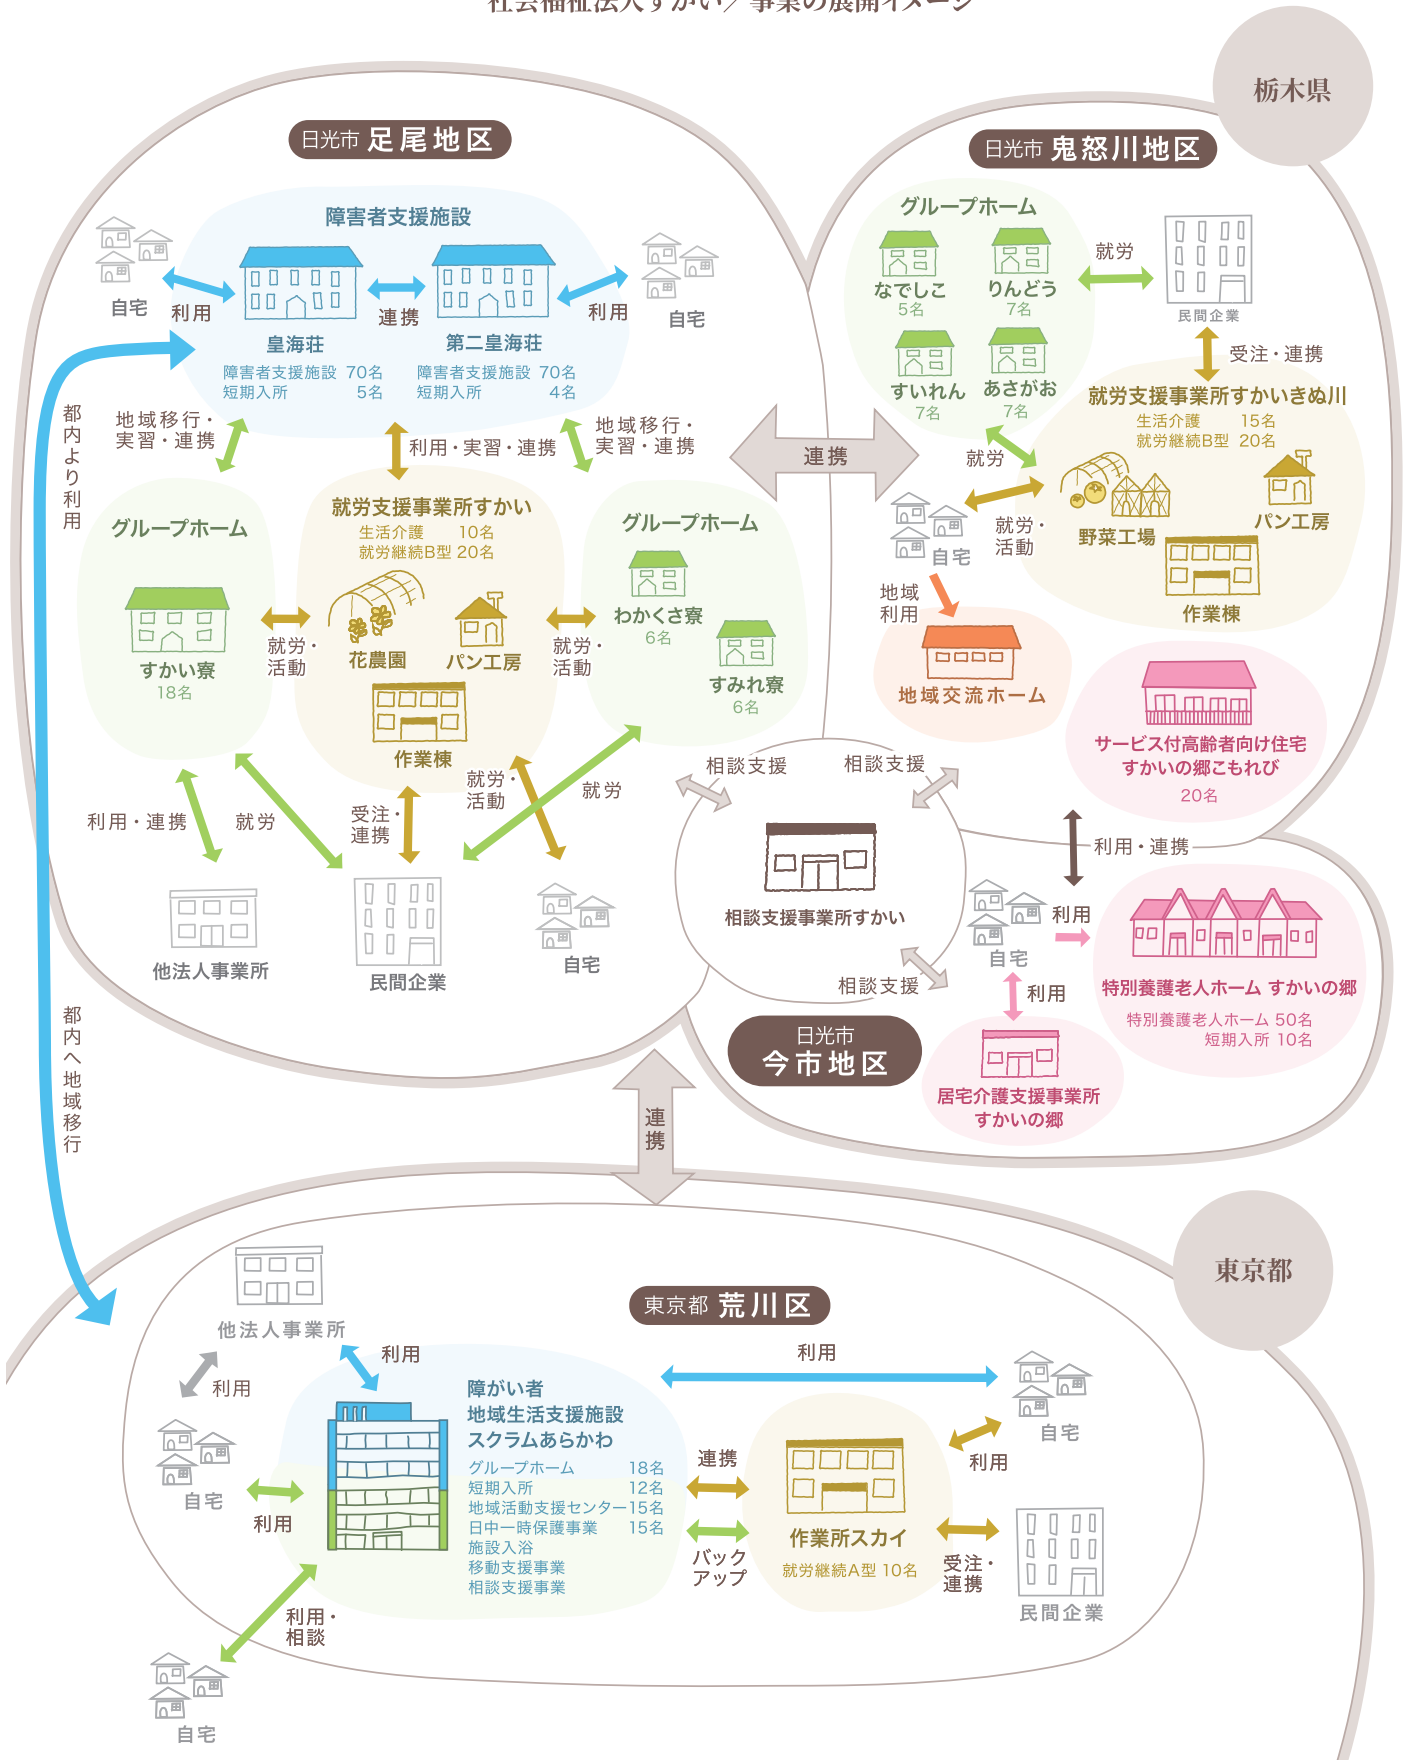 社会福祉法人すかい／事業の展開イメージ
栃木県
日光市 足尾地区
障害者支援施設
自宅
利用
連携
利用
自宅
皇海荘
障害者支援施設 70名
短期入所 5名
第二皇海荘
障害者支援施設 70名
短期入所 4名
都内より利用
地域移行・
実習・連携
利用・実習・連携
地域移行・
実習・連携
グループホーム
すかい寮
18名
就労・
活動
就労支援事業所すかい
生活介護 10名
就労継続B型 20名
花農園
パン工房
作業棟
就労・
活動
グループホーム
わかくさ寮
6名
すみれ寮
6名
利用・連携
就労
受注・
連携
就労・
活動
就労
他法人事業所
民間企業
自宅
都内へ地域移行
連携
日光市 鬼怒川地区
グループホーム
なでしこ
5名
りんどう
7名
すいれん
7名
あさがお
7名
就労
民間企業
受注・連携
就労支援事業所すかいきぬ川
生活介護 15名
就労継続B型 20名
就労
就労・
活動
自宅
野菜工場
パン工房
作業棟
地域
利用
地域交流ホーム
サービス付高齢者向け住宅
すかいの郷こもれび
20名
相談支援
相談支援
相談支援事業所すかい
相談支援
利用・連携
利用
自宅
利用
特別養護老人ホーム すかいの郷
特別養護老人ホーム 50名
短期入所 10名
日光市
今市地区
居宅介護支援事業所
すかいの郷
連携
東京都
東京都 荒川区
他法人事業所
利用
利用
自宅
利用
利用・
相談
自宅
障がい者
地域生活支援施設
スクラムあらかわ
グループホーム 18名
短期入所 12名
地域活動支援センター15名
日中一時保護事業 15名
施設入浴
移動支援事業
相談支援事業
利用
連携
バック
アップ
作業所スカイ
就労継続A型 10名
自宅
利用
受注・
連携
民間企業